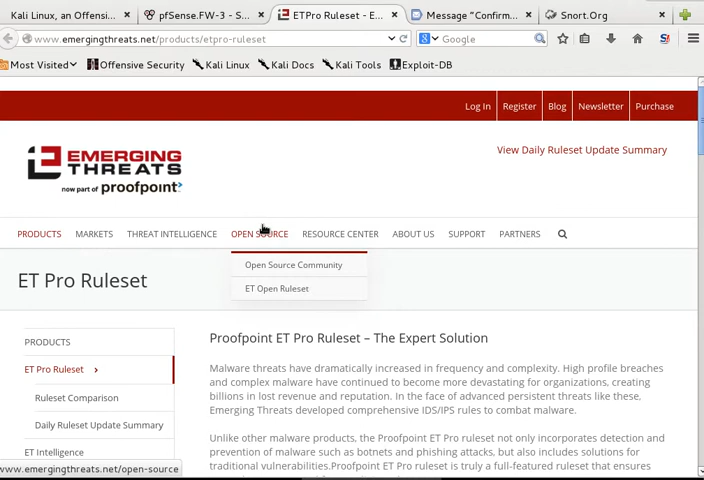 Kali Linux, an Offensi... × pfSense.FW-3 - S... × ETPro Ruleset - E... × Message "Confirm... × Snort.Org ×
www.emergingthreats.net/products/etpro-ruleset
Google
Most Visited Offensive Security Kali Linux Kali Docs Kali Tools Exploit-DB
Log In Register Blog Newsletter Purchase
EMERGING
THREATS
now part of proofpoint
View Daily Ruleset Update Summary
PRODUCTS MARKETS THREAT INTELLIGENCE OPEN SOURCE RESOURCE CENTER ABOUT US SUPPORT PARTNERS
Open Source Community
ET Open Ruleset
ET Pro Ruleset
PRODUCTS
ET Pro Ruleset
Ruleset Comparison
Daily Ruleset Update Summary
ET Intelligence
Proofpoint ET Pro Ruleset – The Expert Solution
Malware threats have dramatically increased in frequency and complexity. High profile breaches
and complex malware have continued to become more devastating for organizations, creating
billions in lost revenue and reputation. In the face of advanced persistent threats like these,
Emerging Threats developed comprehensive IDS/IPS rules to combat malware.
Unlike other malware products, the Proofpoint ET Pro ruleset not only incorporates detection and
prevention of malware such as botnets and phishing attacks, but also includes solutions for
traditional vulnerabilities.Proofpoint ET Pro ruleset is truly a full-featured ruleset that ensures
www.emergingthreats.net/open-source